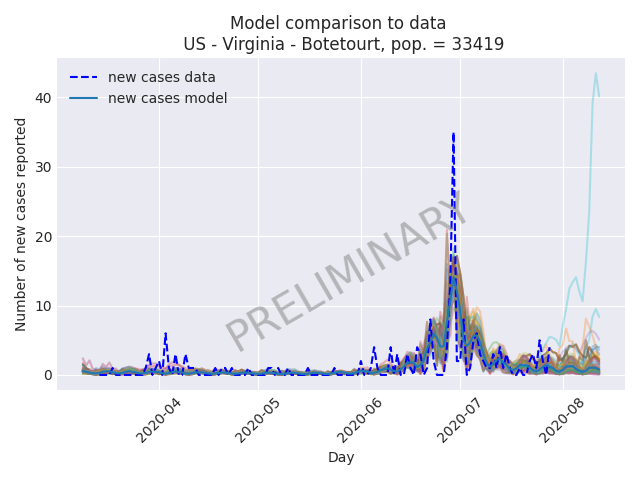 Model comparison to data
US - Virginia - Botetourt, pop. = 33419
new cases data
new cases model
PRELIMINARY
Number of new cases reported
40
30
20
10
0
2020-04
2020-05
2020-06
2020-07
2020-08
Day